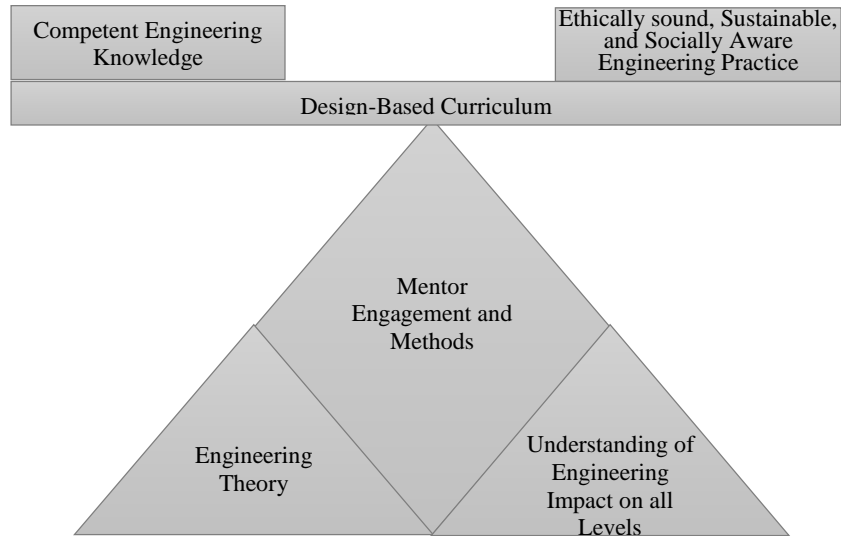 Competent Engineering
Knowledge
Ethically sound, Sustainable,
and Socially Aware
Engineering Practice
Design-Based Curriculum
Mentor
Engagement and
Methods
Engineering
Theory
Understanding of
Engineering
Impact on all
Levels